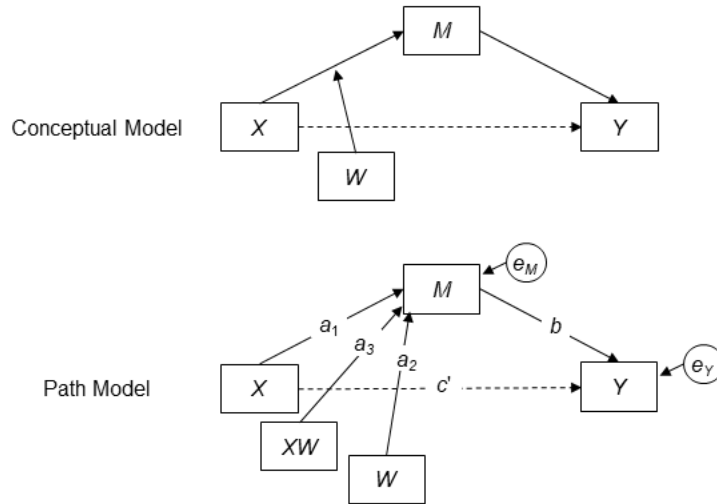 M
Conceptual Model
X
Y
W
e_M
M
a_1
b
a_3
e_Y
a_2
Path Model
X
c'
Y
XW
W